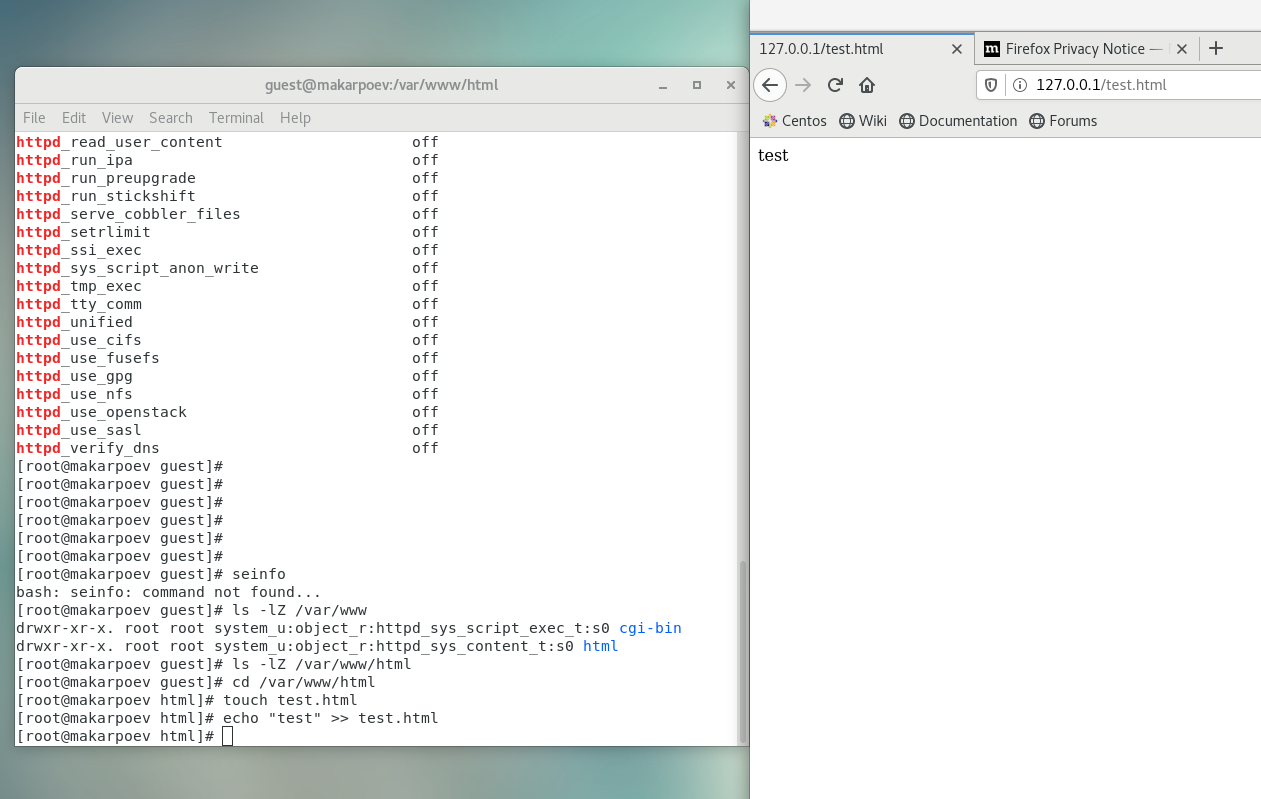 guest@makarpoev:/var/www/html
File Edit View Search Terminal Help
httpd_read_user_content off
httpd_run_ipa off
httpd_run_preupgrade off
httpd_run_stickshift off
httpd_serve_cobbler_files off
httpd_setrlimit off
httpd_ssi_exec off
httpd_sys_script_anon_write off
httpd_tmp_exec off
httpd_tty_comm off
httpd_unified off
httpd_use_cifs off
httpd_use_fusefs off
httpd_use_gpg off
httpd_use_nfs off
httpd_use_openstack off
httpd_use_sasl off
httpd_verify_dns off
[root@makarpoev guest]#
[root@makarpoev guest]#
[root@makarpoev guest]#
[root@makarpoev guest]#
[root@makarpoev guest]#
[root@makarpoev guest]#
[root@makarpoev guest]# seinfo
bash: seinfo: command not found...
[root@makarpoev guest]# ls -lZ /var/www
drwxr-xr-x. root root system_u:object_r:httpd_sys_script_exec_t:s0 cgi-bin
drwxr-xr-x. root root system_u:object_r:httpd_sys_content_t:s0 html
[root@makarpoev guest]# ls -lZ /var/www/html
[root@makarpoev guest]# cd /var/www/html
[root@makarpoev html]# touch test.html
[root@makarpoev html]# echo "test" >> test.html
[root@makarpoev html]#
127.0.0.1/test.html
Firefox Privacy Notice —
127.0.0.1/test.html
Centos Wiki Documentation Forums
test